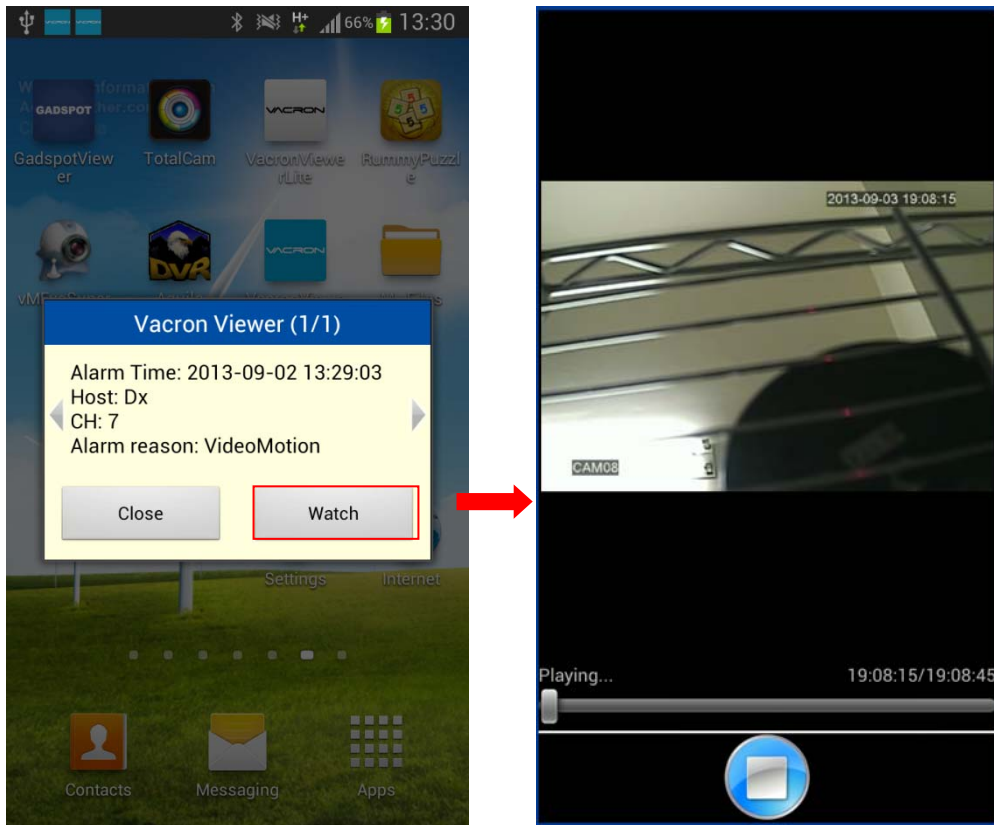 66% 13:30
GADSPOT
VACRON
GadspotView
er
TotalCam
VacronViewe
rLite
RummyPuzzl
e
DVR
VACRON
Vacron Viewer (1/1)
Alarm Time: 2013-09-02 13:29:03
Host: Dx
CH: 7
Alarm reason: VideoMotion
Close
Watch
Settings
Internet
Contacts
Messaging
Apps
2013-09-03 19:08:15
CAM08
Playing...
19:08:15/19:08:45